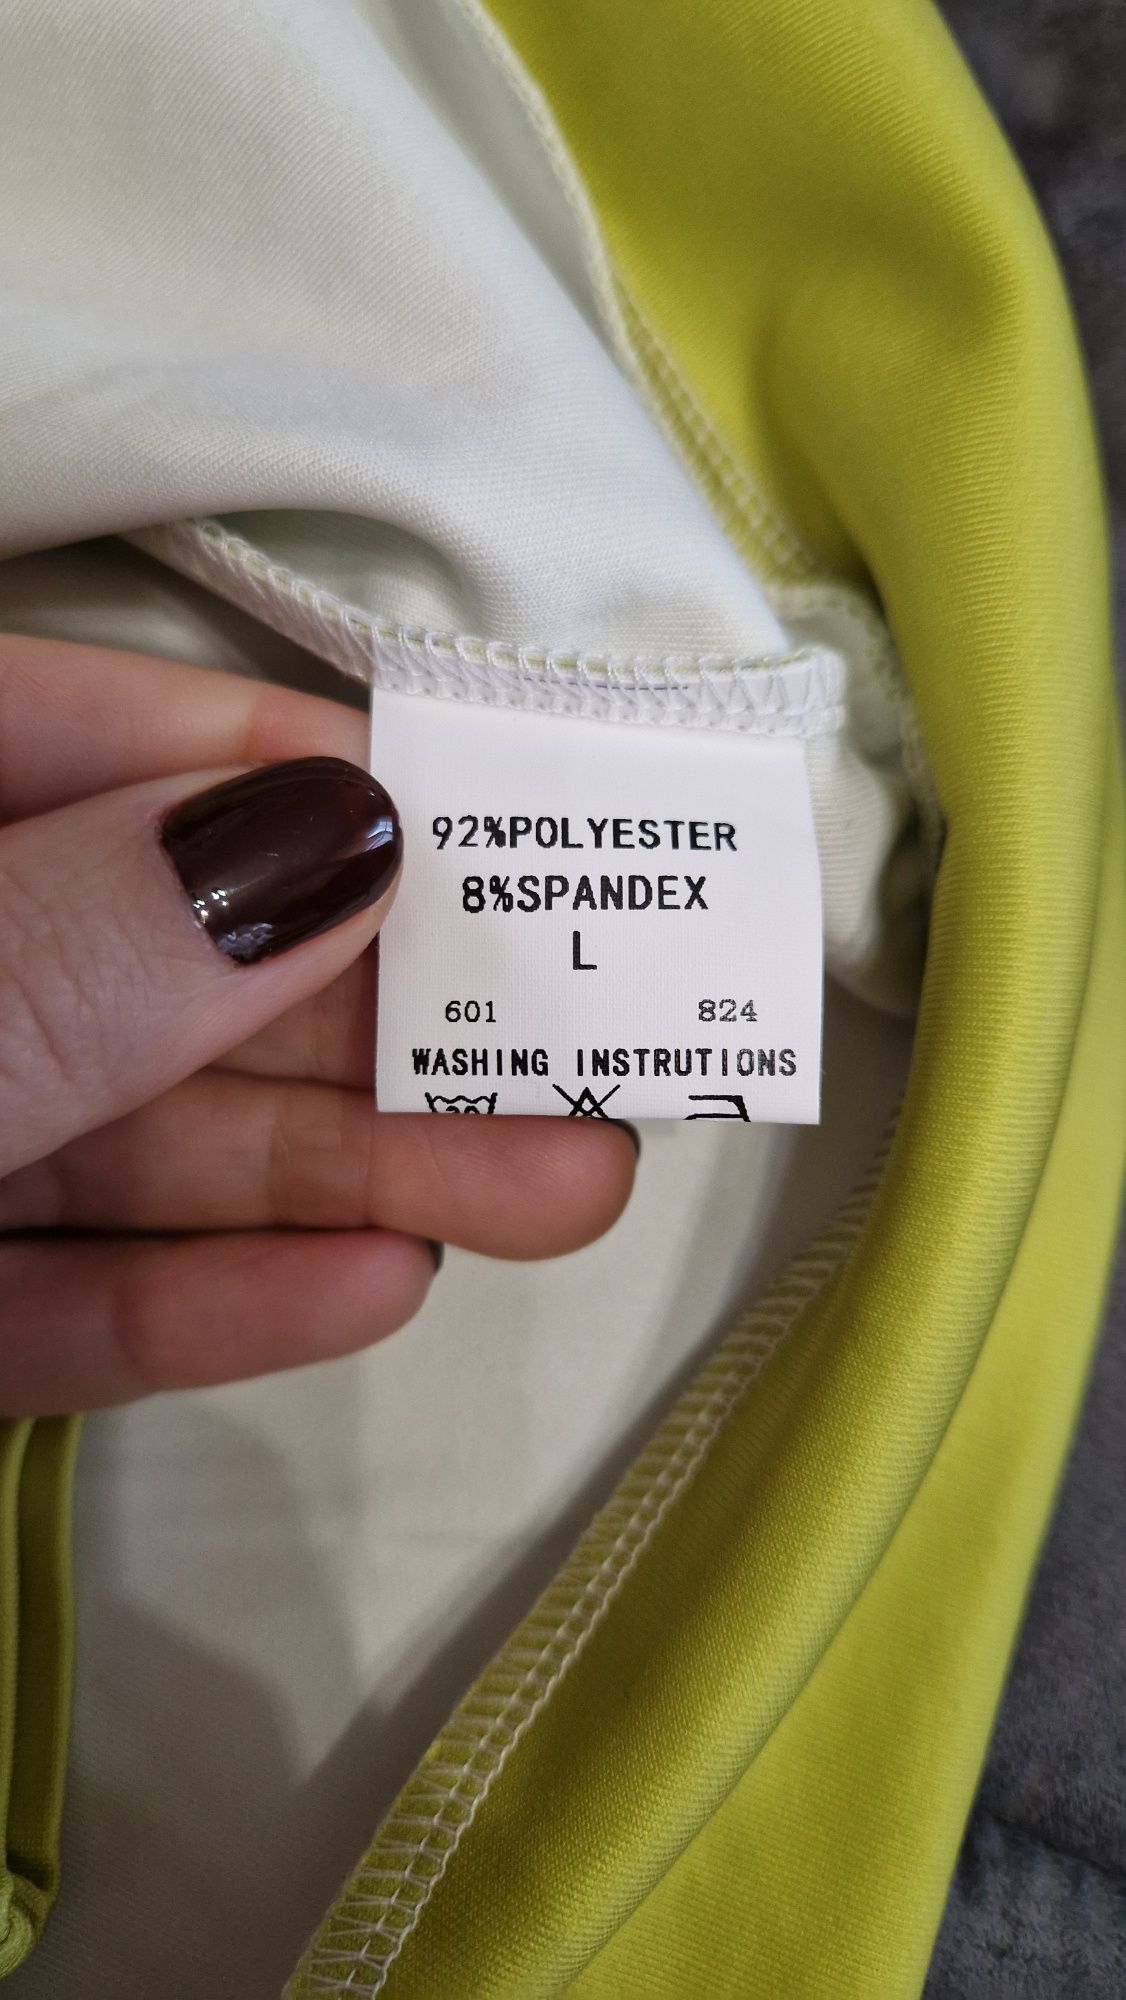 92%POLYESTER
8%SPANDEX
L
601 824
WASHING INSTRUTIONS